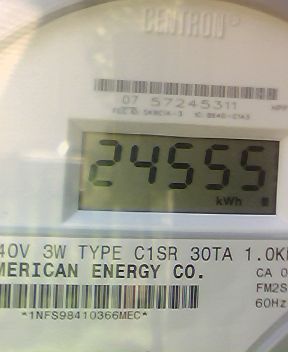 CENTRON®
07 57245311
24555
kWh
40V 3W TYPE C1SR 30TA 1.0K
MERICAN ENERGY CO.
CA 0
FM2S
60Hz
*1NFS98410366MEC*